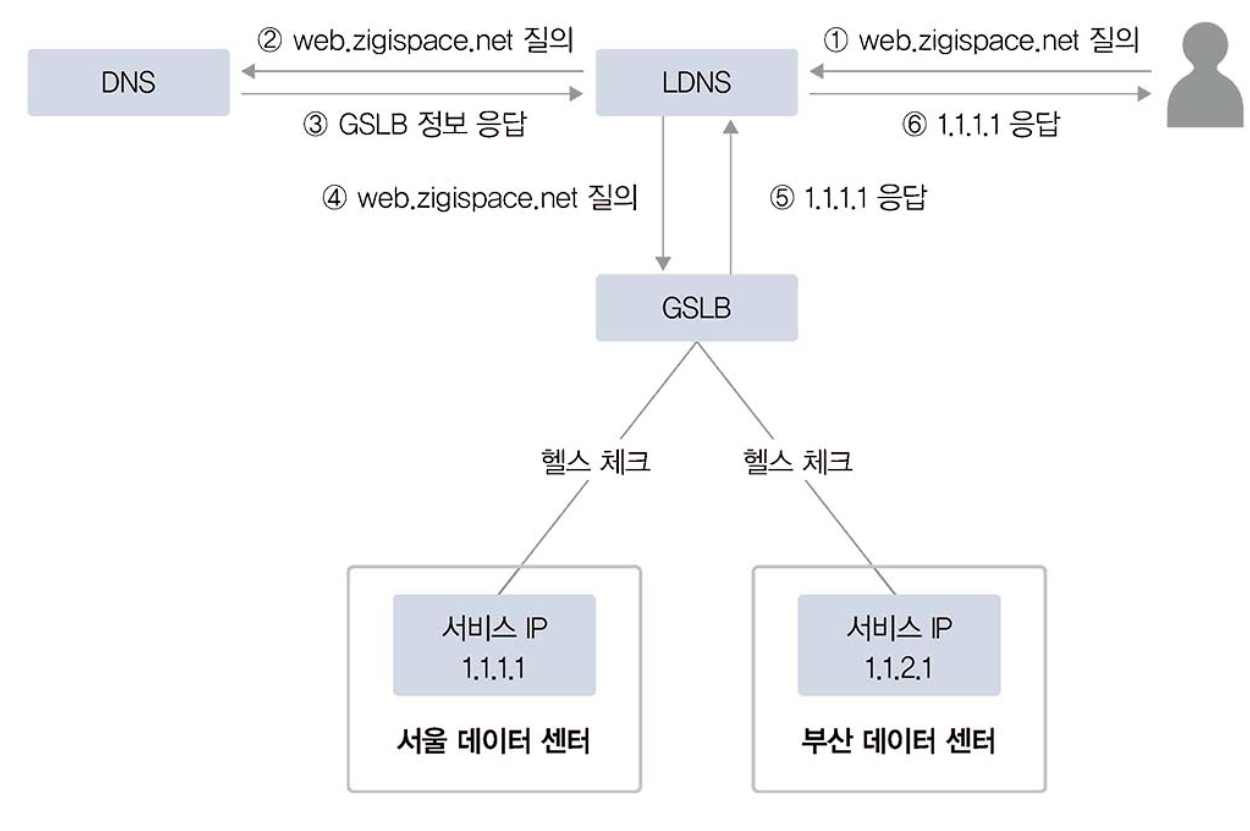 ② web.zigispace.net 질의
① web.zigispace.net 질의
DNS
LDNS
③ GSLB 정보 응답
⑥ 1.1.1.1 응답
④ web.zigispace.net 질의
⑤ 1.1.1.1 응답
GSLB
헬스 체크
헬스 체크
서비스 IP
1.1.1.1
서울 데이터 센터
서비스 IP
1.1.2.1
부산 데이터 센터